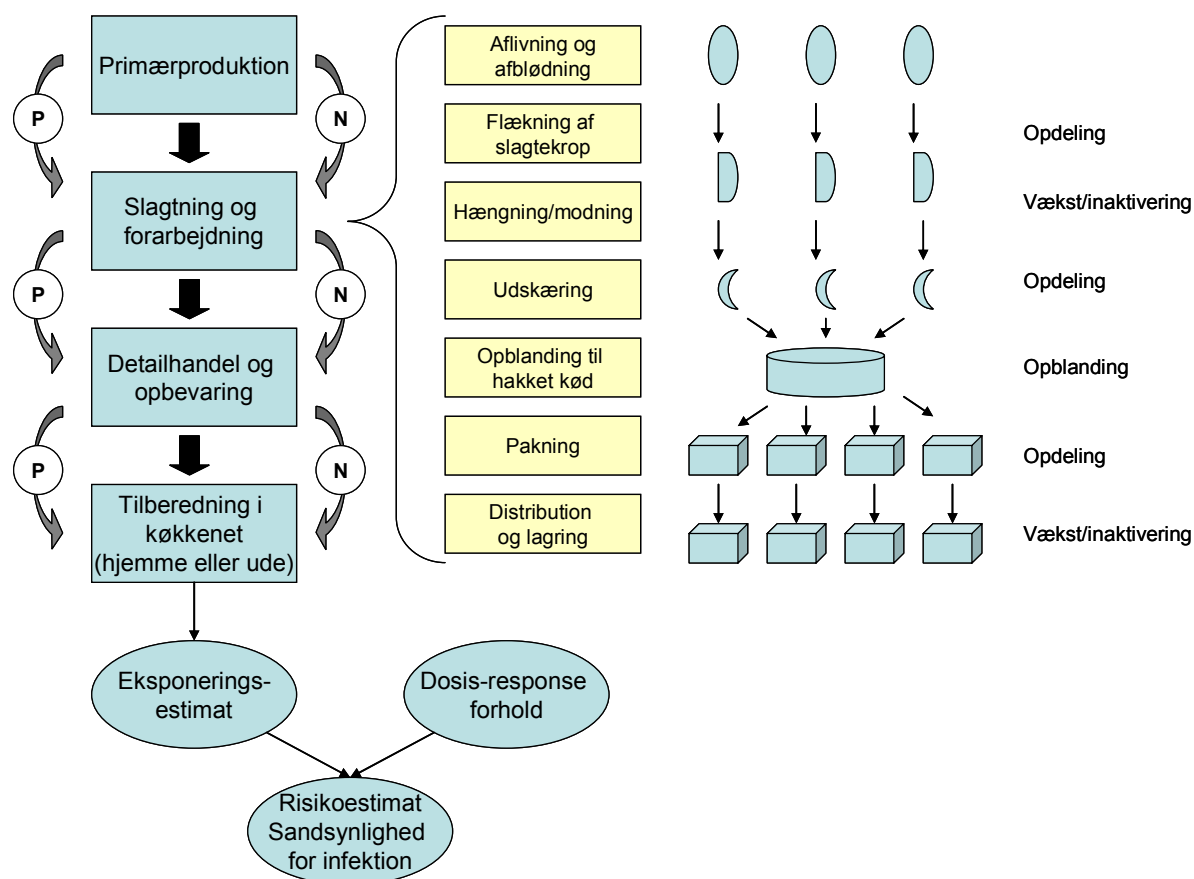 Primærproduktion
P
N
Slagtning og
forarbejdning
P
N
Detailhandel og
opbevaring
P
N
Tilberedning i
køkkenet
(hjemme eller ude)
Eksponerings-
estimat
Dosis-response
forhold
Risikoestimat
Sandsynlighed
for infektion
Aflivning og
afblødning
Flækning af
slagtekrop
Hængning/modning
Udskæring
Opblanding til
hakket kød
Pakning
Distribution
og lagring
Opdeling
Vækst/inaktivering
Opdeling
Opblanding
Opdeling
Vækst/inaktivering